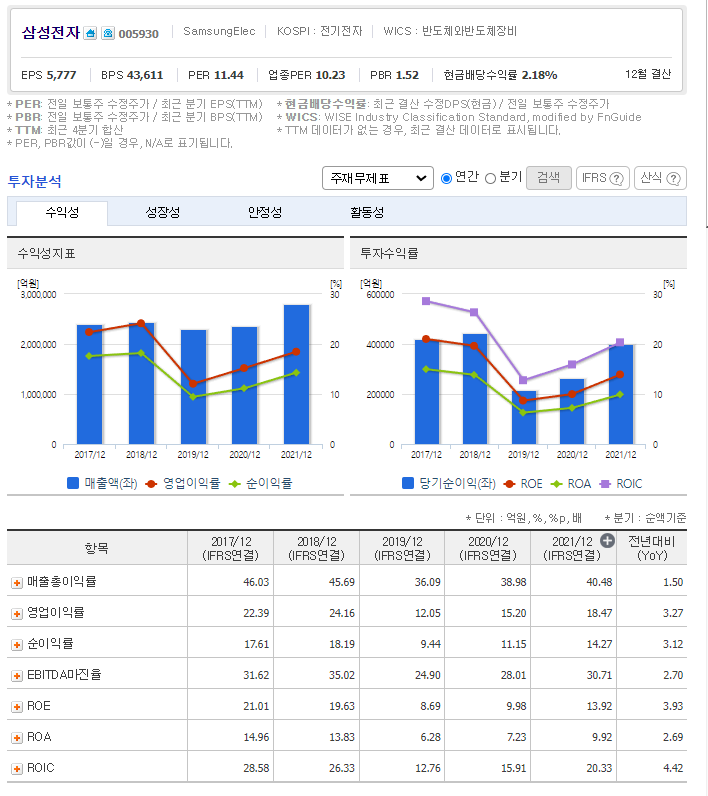 삼성전자 005930 SamsungElec KOSPI : 전기전자 WICS : 반도체와반도체장비
EPS 5,777 BPS 43,611 PER 11.44 업종PER 10.23 PBR 1.52 현금배당수익률 2.18% 12월 결산
* PER: 전일 보통주 수정주가 / 최근 분기 EPS(TTM) * 현금배당수익률: 최근 결산 수정DPS(현금) / 전일 보통주 수정주가
* PBR: 전일 보통주 수정주가 / 최근 분기 BPS(TTM) * WICS: WISE Industry Classification Standard, modified by FnGuide
* TTM: 최근 4분기 합산 * TTM 데이터가 없는 경우, 최근 결산 데이터로 표시됩니다.
* PER, PBR값이 (-)일 경우, N/A로 표기됩니다.
투자분석 주재무제표 연간 분기 검색 IFRS ? 산식 ?
수익성 성장성 안정성 활동성
수익성지표
[억원] [%]
3,000,000 30
2,000,000 20
1,000,000 10
0 0
2017/12 2018/12 2019/12 2020/12 2021/12
매출액(좌) 영업이익률 순이익률
투자수익률
[억원] [%]
600000 30
400000 20
200000 10
0 0
2017/12 2018/12 2019/12 2020/12 2021/12
당기순이익(좌) ROE ROA ROIC
* 단위 : 억원, %, %p, 배 * 분기 : 순액기준
항목 2017/12 (IFRS연결) 2018/12 (IFRS연결) 2019/12 (IFRS연결) 2020/12 (IFRS연결) 2021/12 (IFRS연결) 전년대비 (YoY)
매출총이익률 46.03 45.69 36.09 38.98 40.48 1.50
영업이익률 22.39 24.16 12.05 15.20 18.47 3.27
순이익률 17.61 18.19 9.44 11.15 14.27 3.12
EBITDA마진율 31.62 35.02 24.90 28.01 30.71 2.70
ROE 21.01 19.63 8.69 9.98 13.92 3.93
ROA 14.96 13.83 6.28 7.23 9.92 2.69
ROIC 28.58 26.33 12.76 15.91 20.33 4.42